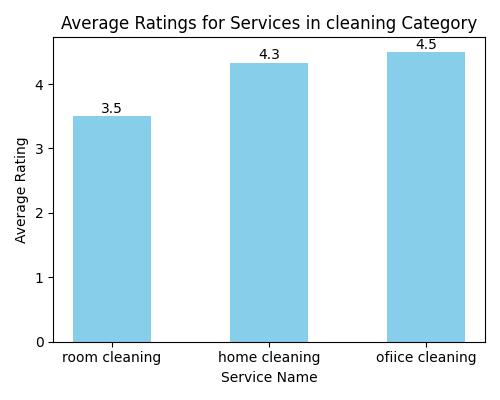 Average Ratings for Services in cleaning Category
4.5
4.3
3.5
4
3
2
1
0
Average Rating
room cleaning home cleaning ofiice cleaning
Service Name